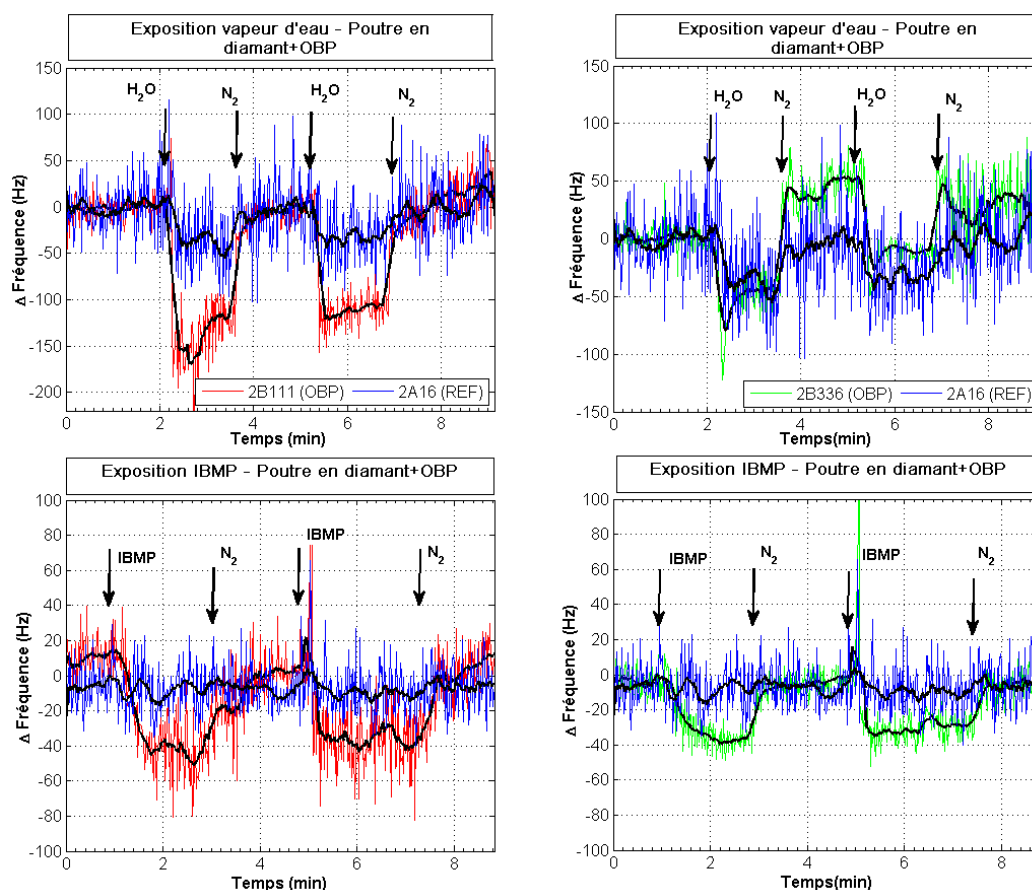 Exposition vapeur d'eau - Poutre en
diamant+OBP
150
100
50
0
-50
-100
-150
-200
Δ Fréquence (Hz)
H2O
N2
H2O
N2
2B111 (OBP)
2A16 (REF)
0
2
4
6
8
Temps(min)
Exposition vapeur d'eau - Poutre en
diamant+OBP
150
100
50
0
-50
-100
-150
Δ Fréquence (Hz)
H2O
N2
H2O
N2
2B336 (OBP)
2A16 (REF)
0
2
4
6
8
Temps(min)
Exposition IBMP - Poutre en diamant+OBP
100
80
60
40
20
0
-20
-40
-60
-80
-100
Δ Fréquence (Hz)
IBMP
N2
IBMP
N2
0
2
4
6
8
Temps(min)
Exposition IBMP - Poutre en diamant+OBP
100
80
60
40
20
0
-20
-40
-60
-80
-100
Δ Fréquence (Hz)
IBMP
N2
IBMP
N2
0
2
4
6
8
Temps(min)